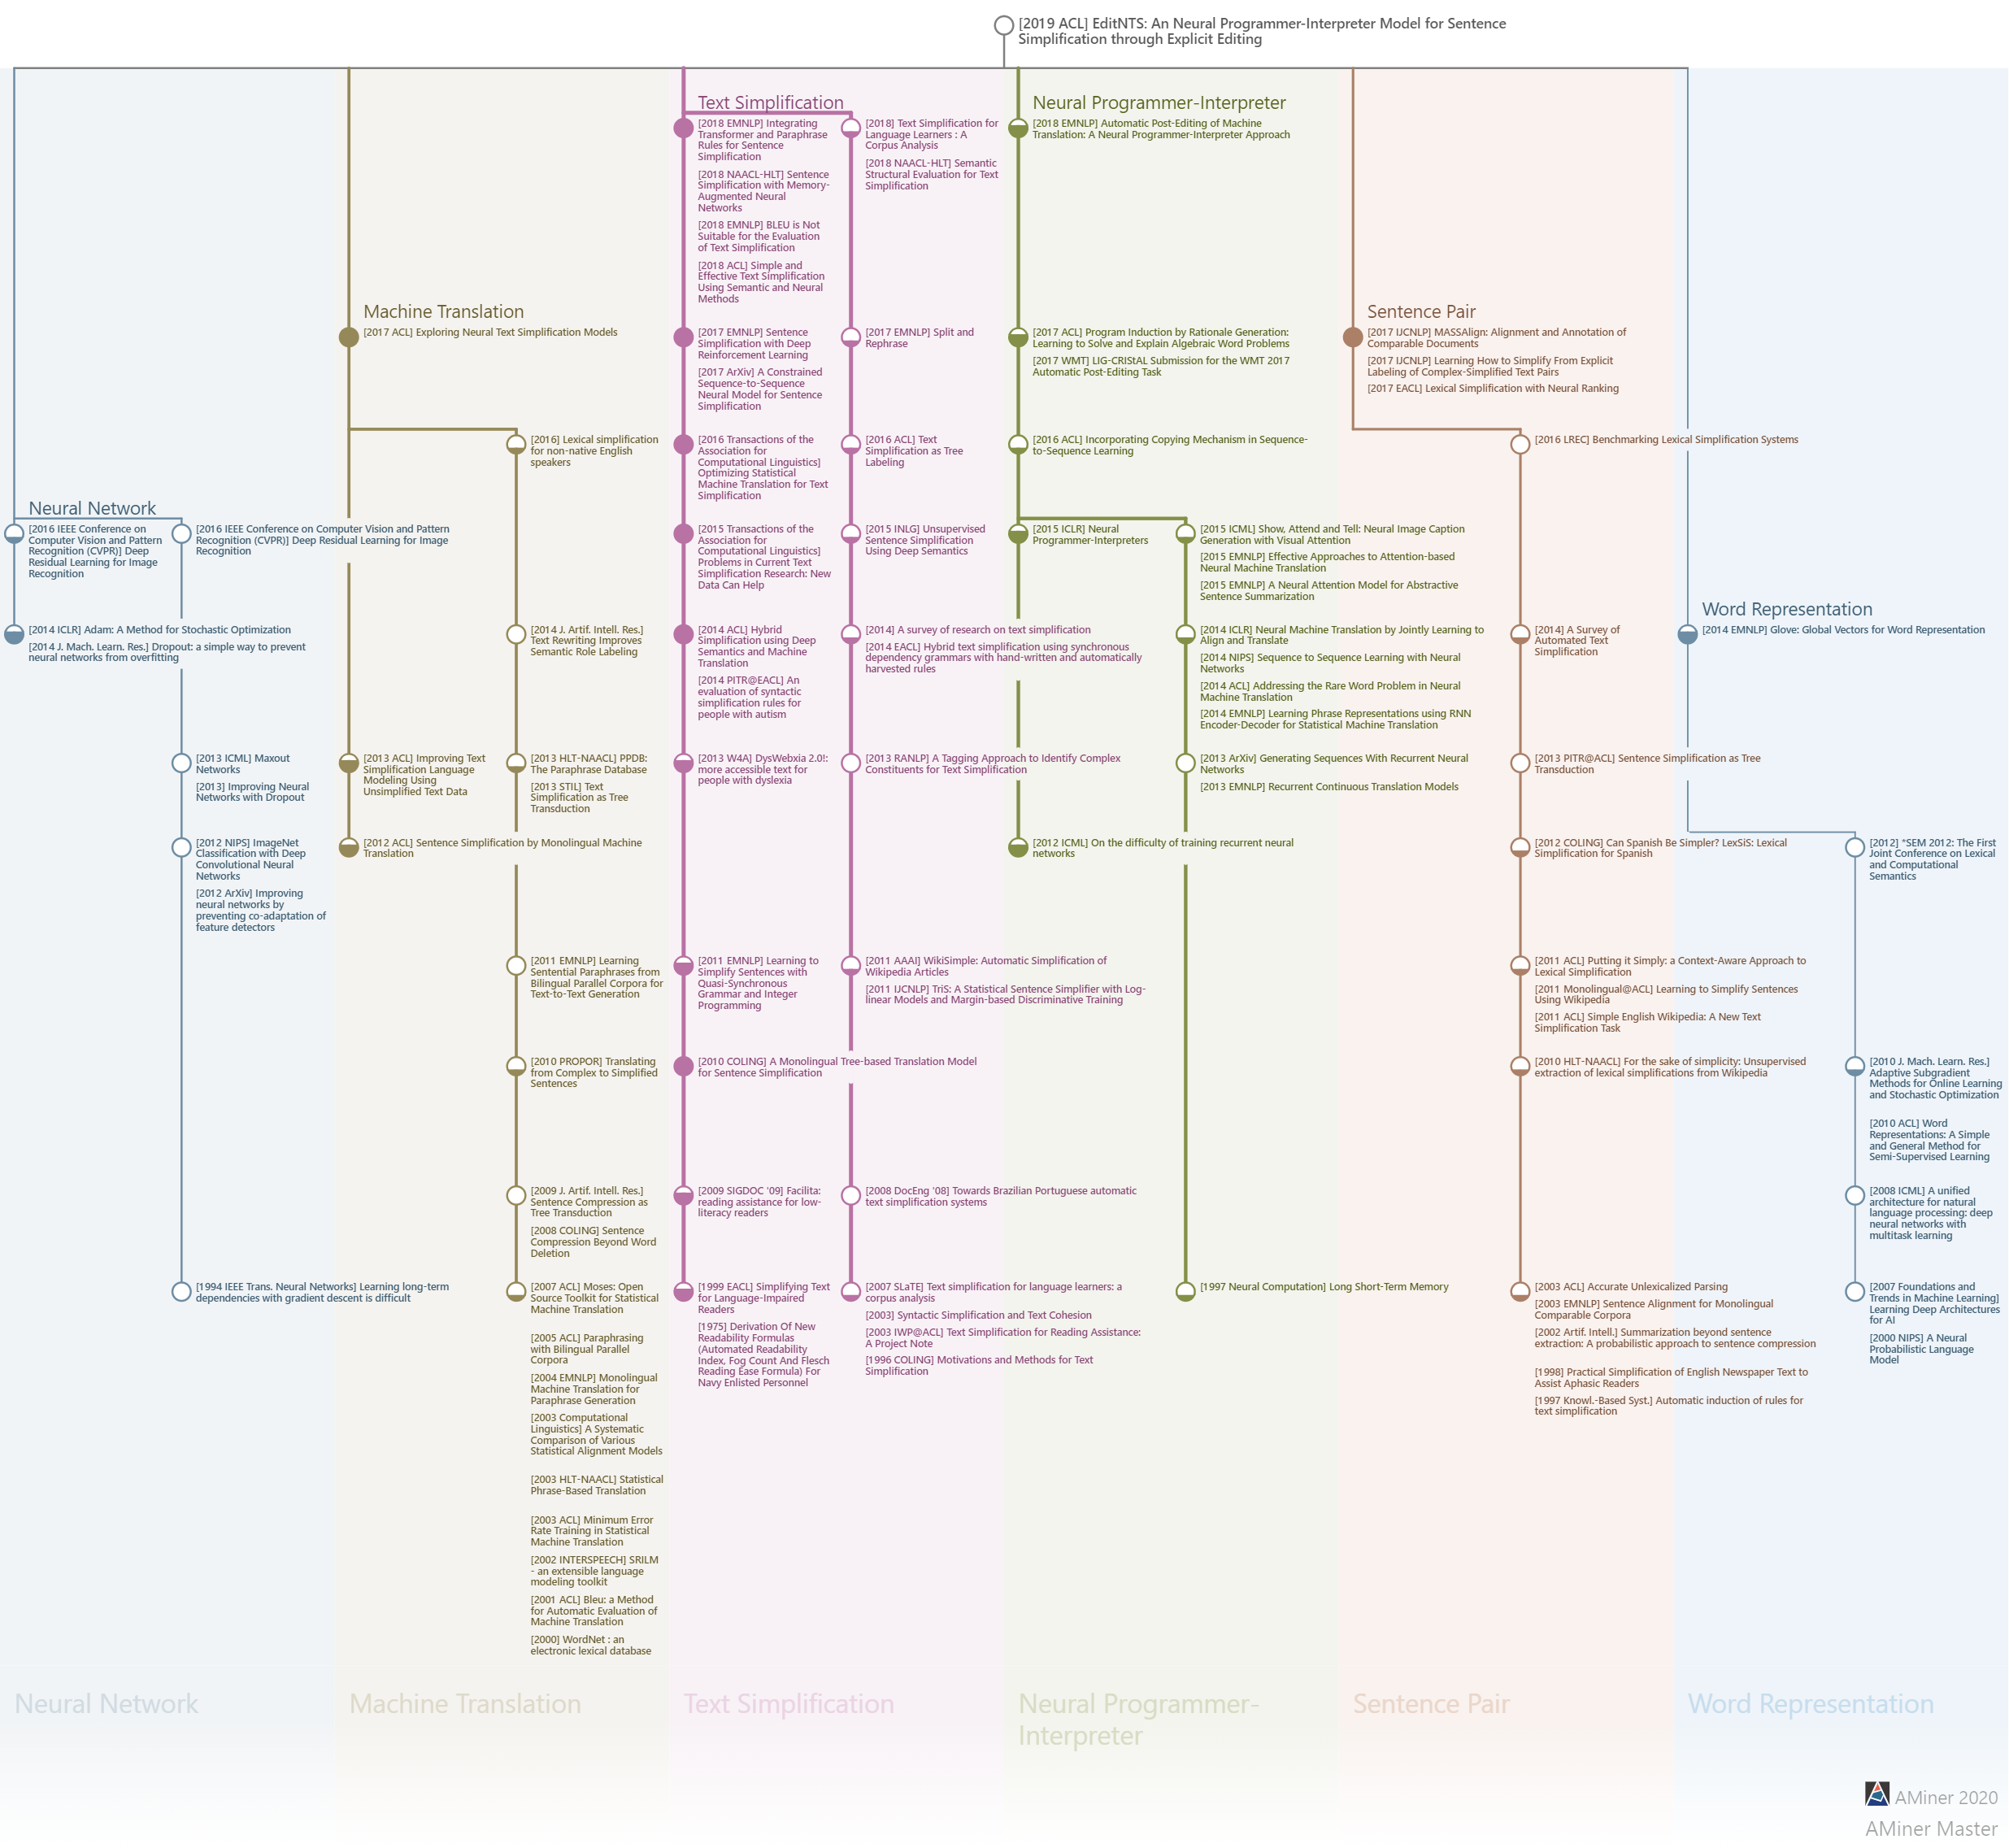 [2019 ACL] EditNTS: An Neural Programmer-Interpreter Model for Sentence
Simplification through Explicit Editing
Neural Network
[2016 IEEE Conference on
Computer Vision and Pattern
Recognition (CVPR)] Deep
Residual Learning for Image
Recognition
[2016 IEEE Conference on Computer Vision and Pattern
Recognition (CVPR)] Deep Residual Learning for Image
Recognition
[2014 ICLR] Adam: A Method for Stochastic Optimization
[2014 J. Mach. Learn. Res.] Dropout: a simple way to prevent
neural networks from overfitting
[2013 ICML] Maxout
Networks
[2013] Improving Neural
Networks with Dropout
[2012 NIPS] ImageNet
Classification with Deep
Convolutional Neural
Networks
[2012 ArXiv] Improving
neural networks by
preventing co-adaptation of
feature detectors
[1994 IEEE Trans. Neural Networks] Learning long-term
dependencies with gradient descent is difficult
Machine Translation
[2017 ACL] Exploring Neural Text Simplification Models
[2016] Lexical simplification
for non-native English
speakers
[2014 J. Artif. Intell. Res.]
Text Rewriting Improves
Semantic Role Labeling
[2013 ACL] Improving Text
Simplification Language
Modeling Using
Unsimplified Text Data
[2013 HLT-NAACL] PPDB:
The Paraphrase Database
[2013 STIL] Text
Simplification as Tree
Transduction
[2012 ACL] Sentence Simplification by Monolingual Machine
Translation
[2011 EMNLP] Learning
Sentential Paraphrases from
Bilingual Parallel Corpora for
Text-to-Text Generation
[2010 PROPOR] Translating
from Complex to Simplified
Sentences
[2009 J. Artif. Intell. Res.]
Sentence Compression as
Tree Transduction
[2008 COLING] Sentence
Compression Beyond Word
Deletion
[2007 ACL] Moses: Open
Source Toolkit for Statistical
Machine Translation
[2005 ACL] Paraphrasing
with Bilingual Parallel
Corpora
[2004 EMNLP] Monolingual
Machine Translation for
Paraphrase Generation
[2003 Computational
Linguistics] A Systematic
Comparison of Various
Statistical Alignment Models
[2003 HLT-NAACL] Statistical
Phrase-Based Translation
[2003 ACL] Minimum Error
Rate Training in Statistical
Machine Translation
[2002 INTERSPEECH] SRILM
- an extensible language
modeling toolkit
[2001 ACL] Bleu: a Method
for Automatic Evaluation of
Machine Translation
[2000] WordNet : an
electronic lexical database
Text Simplification
[2018 EMNLP] Integrating
Transformer and Paraphrase
Rules for Sentence
Simplification
[2018 NAACL-HLT] Sentence
Simplification with Memory-
Augmented Neural
Networks
[2018 EMNLP] BLEU is Not
Suitable for the Evaluation
of Text Simplification
[2018 ACL] Simple and
Effective Text Simplification
Using Semantic and Neural
Methods
[2018] Text Simplification for
Language Learners : A
Corpus Analysis
[2018 NAACL-HLT] Semantic
Structural Evaluation for Text
Simplification
[2017 EMNLP] Sentence
Simplification with Deep
Reinforcement Learning
[2017 ArXiv] A Constrained
Sequence-to-Sequence
Neural Model for Sentence
Simplification
[2017 EMNLP] Split and
Rephrase
[2016 Transactions of the
Association for
Computational Linguistics]
Optimizing Statistical
Machine Translation for Text
Simplification
[2016 ACL] Text
Simplification as Tree
Labeling
[2015 Transactions of the
Association for
Computational Linguistics]
Problems in Current Text
Simplification Research: New
Data Can Help
[2015 INLG] Unsupervised
Sentence Simplification
Using Deep Semantics
[2014 ACL] Hybrid
Simplification using Deep
Semantics and Machine
Translation
[2014 PITR@EACL] An
evaluation of syntactic
simplification rules for
people with autism
[2014] A survey of research on text simplification
[2014 EACL] Hybrid text simplification using synchronous
dependency grammars with hand-written and automatically
harvested rules
[2013 W4A] DysWebxia 2.0!:
more accessible text for
people with dyslexia
[2013 RANLP] A Tagging Approach to Identify Complex
Constituents for Text Simplification
[2011 EMNLP] Learning to
Simplify Sentences with
Quasi-Synchronous
Grammar and Integer
Programming
[2011 AAAI] WikiSimple: Automatic Simplification of
Wikipedia Articles
[2011 IJCNLP] TriS: A Statistical Sentence Simplifier with Log-
linear Models and Margin-based Discriminative Training
[2010 COLING] A Monolingual Tree-based Translation Model
for Sentence Simplification
[2009 SIGDOC '09] Facilita:
reading assistance for low-
literacy readers
[2008 DocEng '08] Towards Brazilian Portuguese automatic
text simplification systems
[1999 EACL] Simplifying Text
for Language-Impaired
Readers
[1975] Derivation Of New
Readability Formulas
(Automated Readability
Index, Fog Count And Flesch
Reading Ease Formula) For
Navy Enlisted Personnel
[2007 SLaTE] Text simplification for language learners: a
corpus analysis
[2003] Syntactic Simplification and Text Cohesion
[2003 IWP@ACL] Text Simplification for Reading Assistance:
A Project Note
[1996 COLING] Motivations and Methods for Text
Simplification
Neural Programmer-Interpreter
[2018 EMNLP] Automatic Post-Editing of Machine
Translation: A Neural Programmer-Interpreter Approach
[2017 ACL] Program Induction by Rationale Generation:
Learning to Solve and Explain Algebraic Word Problems
[2017 WMT] LIG-CRIStAL Submission for the WMT 2017
Automatic Post-Editing Task
[2016 ACL] Incorporating Copying Mechanism in Sequence-
to-Sequence Learning
[2015 ICLR] Neural
Programmer-Interpreters
[2015 ICML] Show, Attend and Tell: Neural Image Caption
Generation with Visual Attention
[2015 EMNLP] Effective Approaches to Attention-based
Neural Machine Translation
[2015 EMNLP] A Neural Attention Model for Abstractive
Sentence Summarization
[2014 ICLR] Neural Machine Translation by Jointly Learning to
Align and Translate
[2014 NIPS] Sequence to Sequence Learning with Neural
Networks
[2014 ACL] Addressing the Rare Word Problem in Neural
Machine Translation
[2014 EMNLP] Learning Phrase Representations using RNN
Encoder-Decoder for Statistical Machine Translation
[2013 ArXiv] Generating Sequences With Recurrent Neural
Networks
[2013 EMNLP] Recurrent Continuous Translation Models
[2012 ICML] On the difficulty of training recurrent neural
networks
[1997 Neural Computation] Long Short-Term Memory
Sentence Pair
[2017 IJCNLP] MASSAlign: Alignment and Annotation of
Comparable Documents
[2017 IJCNLP] Learning How to Simplify From Explicit
Labeling of Complex-Simplified Text Pairs
[2017 EACL] Lexical Simplification with Neural Ranking
[2016 LREC] Benchmarking Lexical Simplification Systems
[2014] A Survey of
Automated Text
Simplification
[2013 PITR@ACL] Sentence Simplification as Tree
Transduction
[2012 COLING] Can Spanish Be Simpler? LexSiS: Lexical
Simplification for Spanish
[2011 ACL] Putting it Simply: a Context-Aware Approach to
Lexical Simplification
[2011 Monolingual@ACL] Learning to Simplify Sentences
Using Wikipedia
[2011 ACL] Simple English Wikipedia: A New Text
Simplification Task
[2010 HLT-NAACL] For the sake of simplicity: Unsupervised
extraction of lexical simplifications from Wikipedia
[2003 ACL] Accurate Unlexicalized Parsing
[2003 EMNLP] Sentence Alignment for Monolingual
Comparable Corpora
[2002 Artif. Intell.] Summarization beyond sentence
extraction: A probabilistic approach to sentence compression
[1998] Practical Simplification of English Newspaper Text to
Assist Aphasic Readers
[1997 Knowl.-Based Syst.] Automatic induction of rules for
text simplification
Word Representation
[2014 EMNLP] Glove: Global Vectors for Word Representation
[2012] *SEM 2012: The First
Joint Conference on Lexical
and Computational
Semantics
[2010 J. Mach. Learn. Res.]
Adaptive Subgradient
Methods for Online Learning
and Stochastic Optimization
[2010 ACL] Word
Representations: A Simple
and General Method for
Semi-Supervised Learning
[2008 ICML] A unified
architecture for natural
language processing: deep
neural networks with
multitask learning
[2007 Foundations and
Trends in Machine Learning]
Learning Deep Architectures
for AI
[2000 NIPS] A Neural
Probabilistic Language
Model
Neural Network
Machine Translation
Text Simplification
Neural Programmer-
Interpreter
Sentence Pair
Word Representation
AMiner 2020
AMiner Master